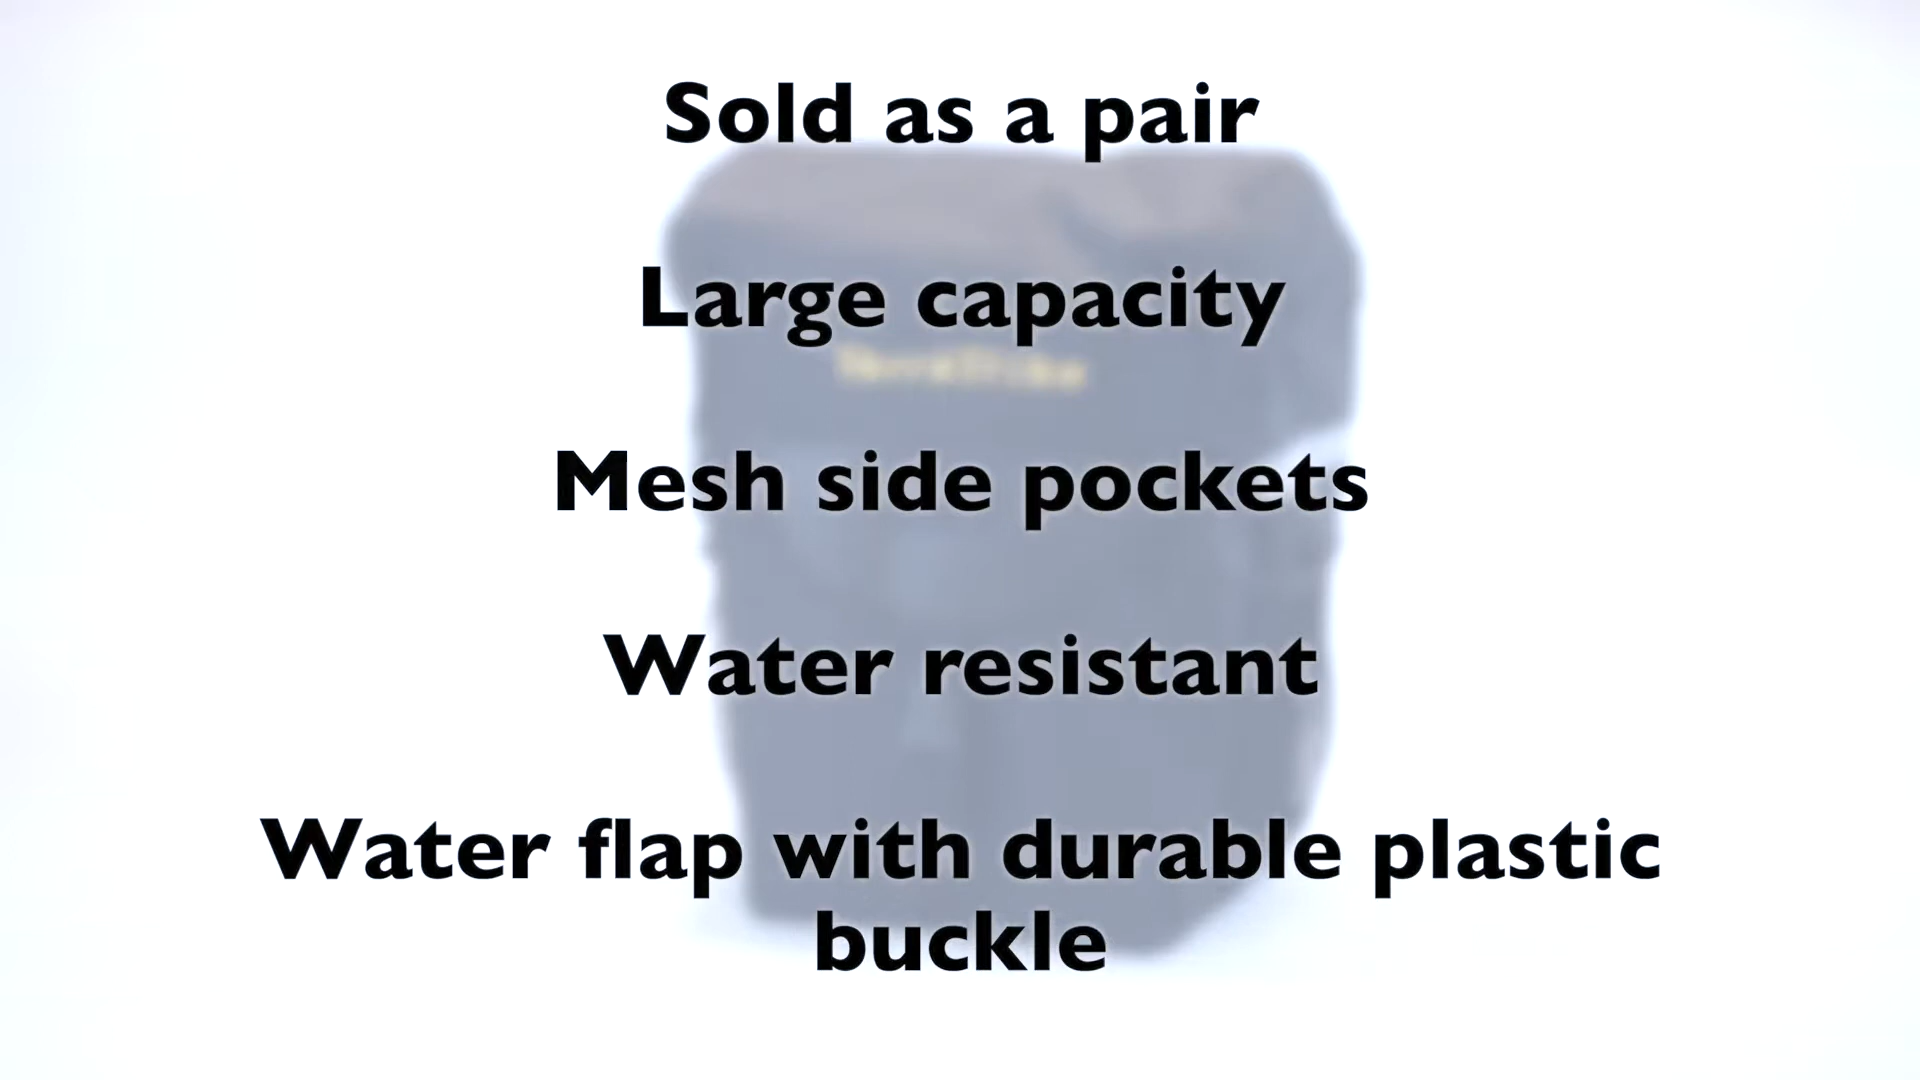 Sold as a pair
Large capacity
Mesh side pockets
Water resistant
Water flap with durable plastic
buckle